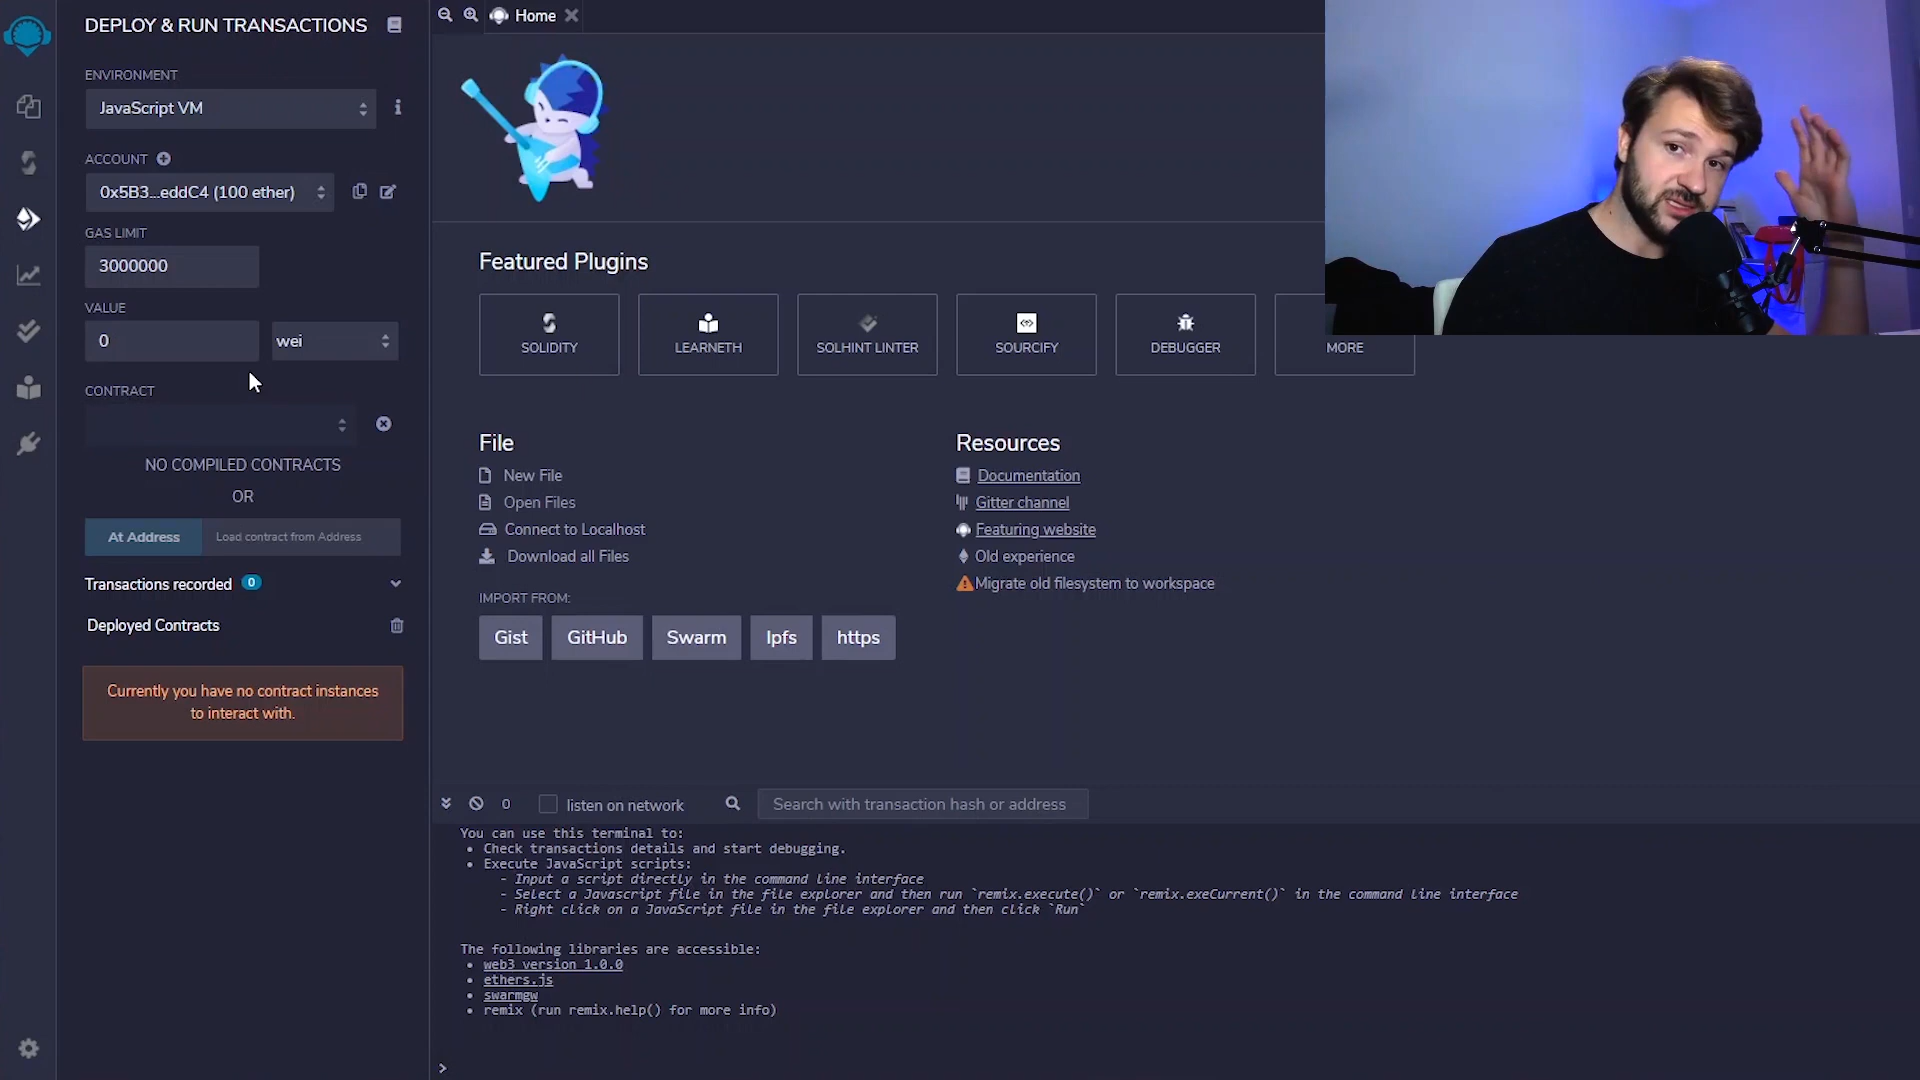 DEPLOY & RUN TRANSACTIONS
ENVIRONMENT
JavaScript VM
ACCOUNT
0x5B3...eddC4 (100 ether)
GAS LIMIT
3000000
VALUE
0
wei
CONTRACT
NO COMPILED CONTRACTS
OR
At Address
Load contract from Address
Transactions recorded 0
Deployed Contracts
Currently you have no contract instances
to interact with.
Home
Featured Plugins
SOLIDITY
LEARNETH
SOLHINT LINTER
SOURCIFY
DEBUGGER
MORE
File
New File
Open Files
Connect to Localhost
Download all Files
IMPORT FROM:
Gist
GitHub
Swarm
Ipfs
https
Resources
Documentation
Gitter channel
Featuring website
Old experience
Migrate old filesystem to workspace
0
listen on network
Search with transaction hash or address
You can use this terminal to:
• Check transactions details and start debugging.
• Execute JavaScript scripts:
- Input a script directly in the command line interface
- Select a Javascript file in the file explorer and then run `remix.execute()` or `remix.exeCurrent()` in the command line interface
- Right click on a JavaScript file in the file explorer and then click `Run`
The following libraries are accessible:
• web3 version 1.0.0
• ethers.js
• swarmgw
• remix (run remix.help() for more info)
>